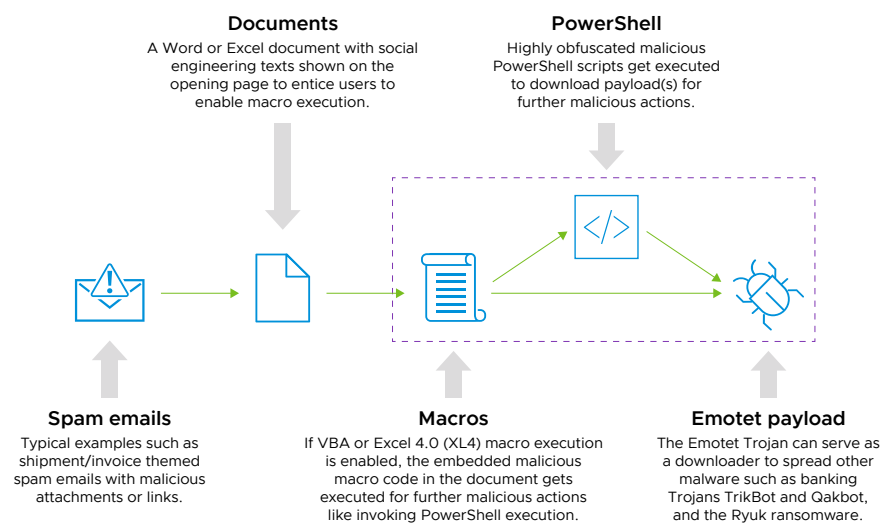 Documents
A Word or Excel document with social
engineering texts shown on the
opening page to entice users to
enable macro execution.
PowerShell
Highly obfuscated malicious
PowerShell scripts get executed
to download payload(s) for
further malicious actions.
</>
Spam emails
Typical examples such as
shipment/invoice themed
spam emails with malicious
attachments or links.
Macros
If VBA or Excel 4.0 (XL4) macro execution
is enabled, the embedded malicious
macro code in the document gets
executed for further malicious actions
like invoking PowerShell execution.
Emotet payload
The Emotet Trojan can serve as
a downloader to spread other
malware such as banking
Trojans TrikBot and Qakbot,
and the Ryuk ransomware.